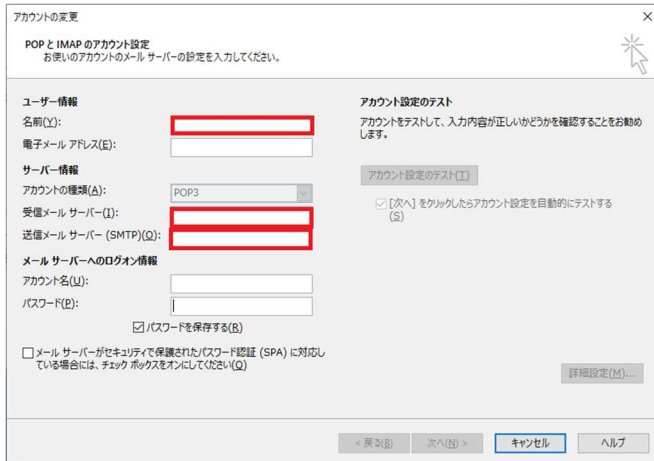 アカウントの変更
POP と IMAP のアカウント設定
お使いのアカウントのメール サーバーの設定を入力してください。
ユーザー情報
名前(Y):
電子メール アドレス(E):
サーバー情報
アカウントの種類(A):
POP3
受信メール サーバー(I):
送信メール サーバー (SMTP)(O):
メール サーバーへのログオン情報
アカウント名(U):
パスワード(P):
パスワードを保存する(R)
メール サーバーがセキュリティで保護されたパスワード認証 (SPA) に対応し
ている場合には、チェック ボックスをオンにしてください(Q)
アカウント設定のテスト
アカウントをテストして、入力内容が正しいかどうかを確認することをお勧め
します。
アカウント設定のテスト(T)
[次へ] をクリックしたらアカウント設定を自動的にテストする
(S)
詳細設定(M)...
< 戻る(B)
次へ(N) >
キャンセル
ヘルプ